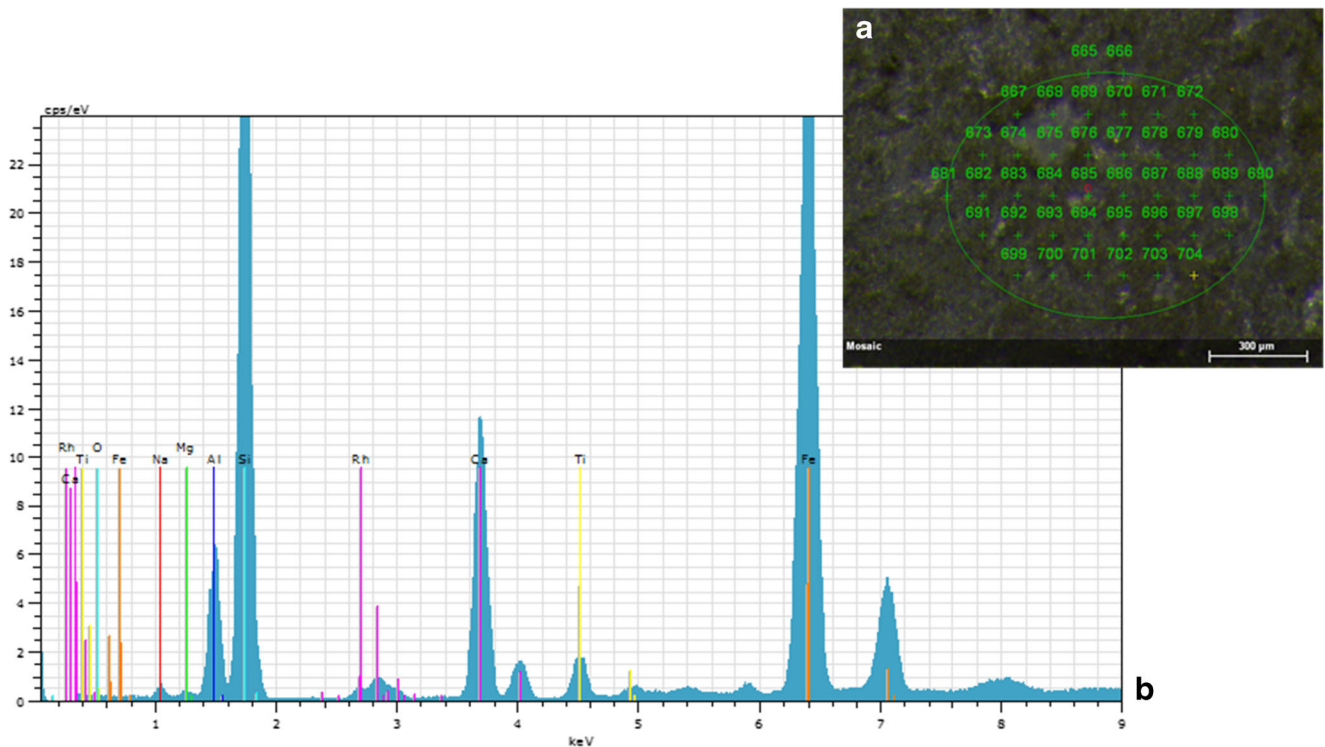 a
665 666
667 668 669 670 671 672
673 674 675 676 677 678 679 680
681 682 683 684 685 686 687 688 689 690
691 692 693 694 695 696 697 698
699 700 701 702 703 704
Mosaic
300 µm
cps/eV
22
20
18
16
14
12
10
8
6
4
2
0
Rh O Mg
Ti Fe Na Al Si Rh Ca Ti Fe
Ca
1 2 3 4 5 6 7 8 9
keV
b